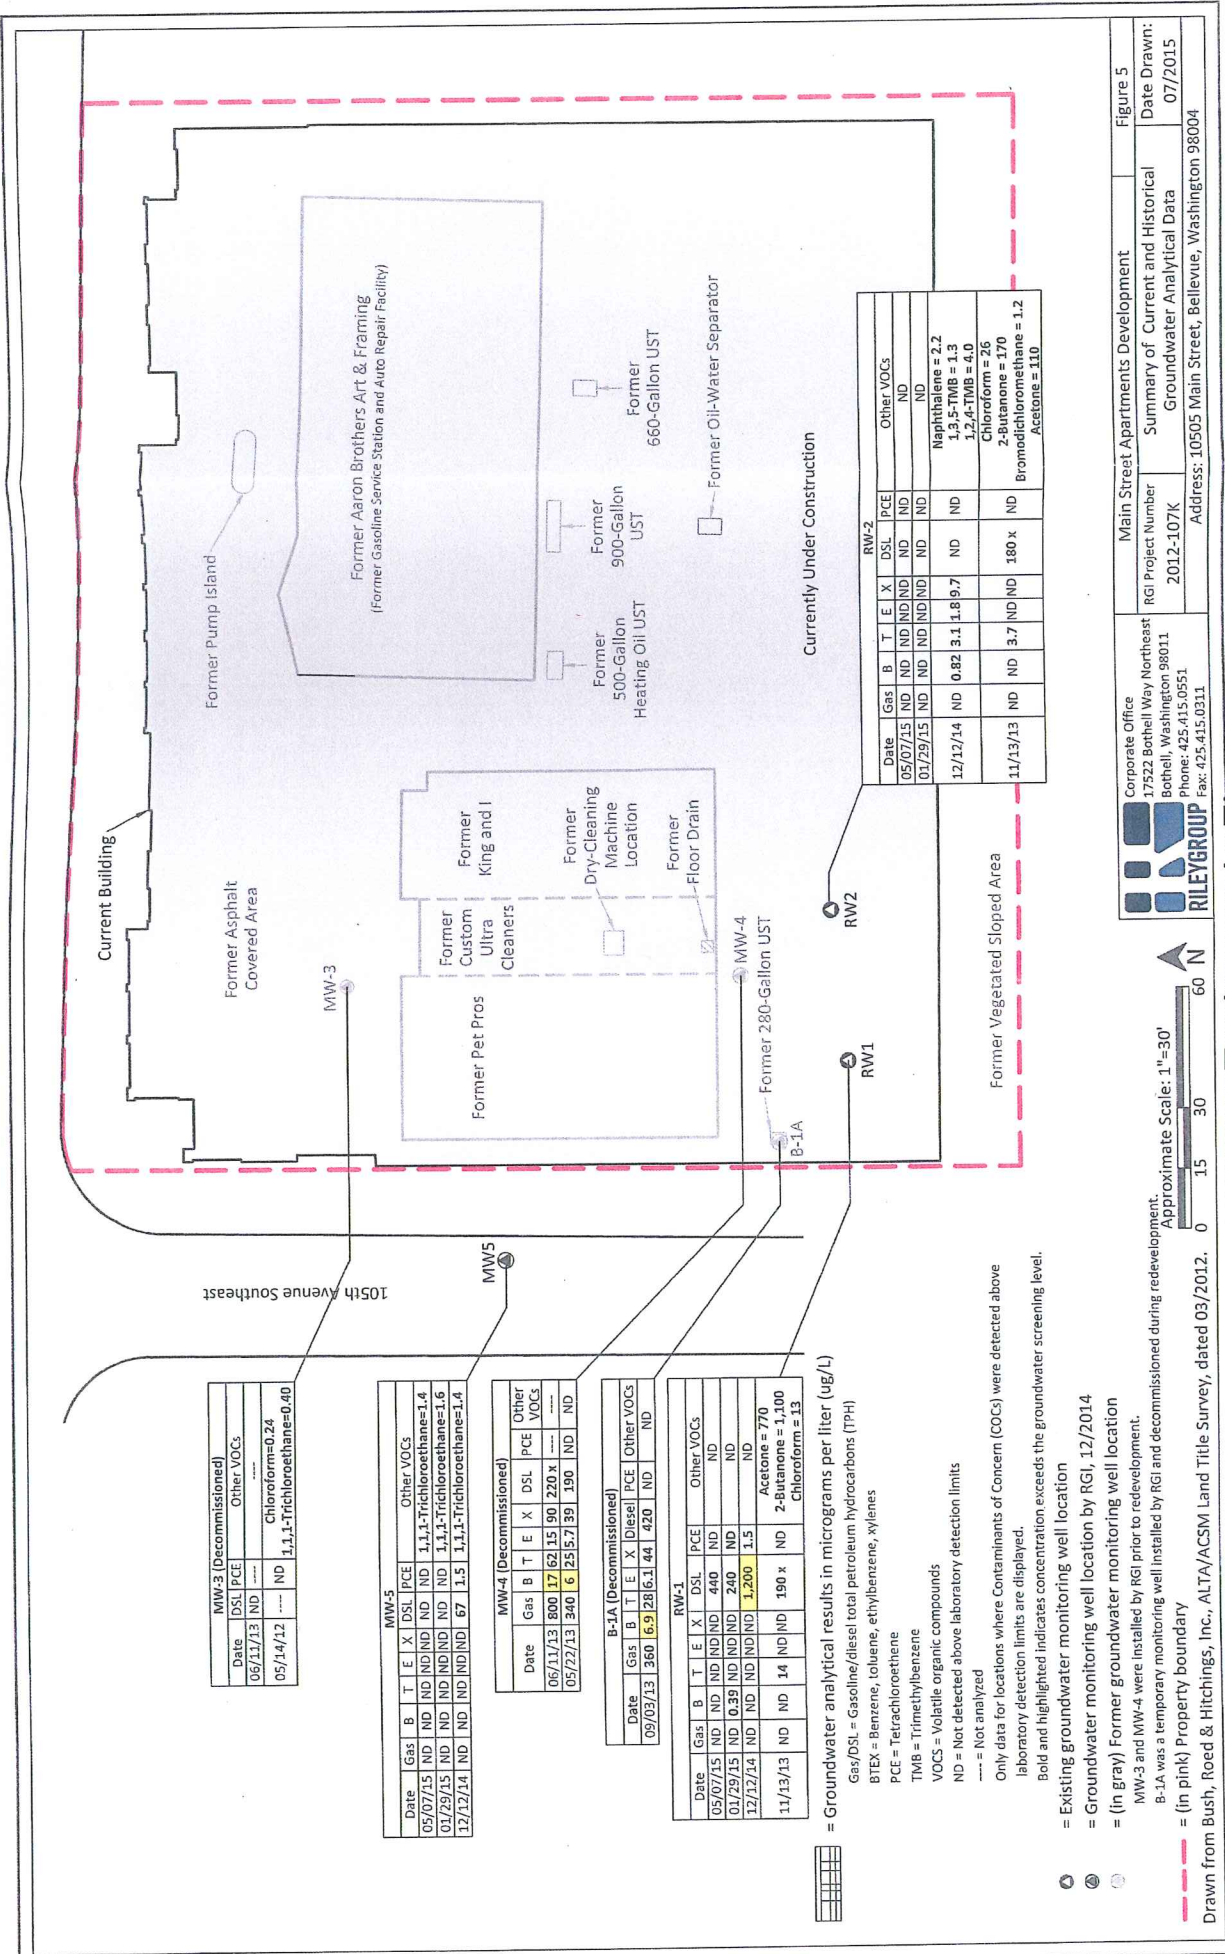 Current Building
Former Asphalt
Covered Area
Former Pump Island
MW-3
Former Aaron Brothers Art & Framing
(Former Gasoline Service Station and Auto Repair Facility)
Former Pet Pros
Former
Custom
Ultra
Cleaners
Former
King and I
Former
Dry-Cleaning
Machine
Location
Former
Floor Drain
Former
500-Gallon
Heating Oil UST
Former
900-Gallon
UST
Former
660-Gallon UST
Former Oil-Water Separator
MW-4
Former 280-Gallon UST
B-1A
RW1
RW2
Currently Under Construction
Former Vegetated Sloped Area
105th Avenue Southeast
MW5
MW-3 (Decommissioned)
Date DSL PCE Other VOCs
06/11/13 ND ---- ----
05/14/12 ---- ND Chloroform=0.24
1,1,1-Trichloroethane=0.40
MW-5
Date Gas B T E X DSL PCE Other VOCs
05/07/15 ND ND ND ND ND ND ND 1,1,1-Trichloroethane=1.4
01/29/15 ND ND ND ND ND ND ND 1,1,1-Trichloroethane=1.6
12/12/14 ND ND ND ND ND 67 1.5 1,1,1-Trichloroethane=1.4
MW-4 (Decommissioned)
Date Gas B T E X DSL PCE Other
VOCs
06/11/13 800 17 62 15 90 220 x ---- ----
05/22/13 340 6 25 5.7 39 190 ND ND
B-1A (Decommissioned)
Date Gas B T E X Diesel PCE Other VOCs
09/03/13 360 6.9 28 6.1 44 420 ND ND
RW-1
Date Gas B T E X DSL PCE Other VOCs
05/07/15 ND ND ND ND ND 440 ND ND
01/29/15 ND 0.39 ND ND ND 240 ND ND
12/12/14 ND ND ND ND ND 1,200 1.5 ND
11/13/13 ND ND 14 ND ND 190 x ND Acetone = 770
2-Butanone = 1,100
Chloroform = 13
RW-2
Date Gas B T E X DSL PCE Other VOCs
05/07/15 ND ND ND ND ND ND ND ND
01/29/15 ND ND ND ND ND ND ND ND
12/12/14 ND 0.82 3.1 1.8 9.7 ND ND Naphthalene = 2.2
1,3,5-TMB = 1.3
1,2,4-TMB = 4.0
11/13/13 ND ND 3.7 ND ND 180 x ND Chloroform = 26
2-Butanone = 170
Bromodichloromethane = 1.2
Acetone = 110
= Groundwater analytical results in micrograms per liter (ug/L)
Gas/DSL = Gasoline/diesel total petroleum hydrocarbons (TPH)
BTEX = Benzene, toluene, ethylbenzene, xylenes
PCE = Tetrachloroethene
TMB = Trimethylbenzene
VOCS = Volatile organic compounds
ND = Not detected above laboratory detection limits
---- = Not analyzed
Only data for locations where Contaminants of Concern (COCs) were detected above
laboratory detection limits are displayed.
Bold and highlighted indicates concentration exceeds the groundwater screening level.
= Existing groundwater monitoring well location
= Groundwater monitoring well location by RGI, 12/2014
= (in gray) Former groundwater monitoring well location
MW-3 and MW-4 were installed by RGI prior to redevelopment.
B-1A was a temporary monitoring well installed by RGI and decommissioned during redevelopment.
= (in pink) Property boundary
Drawn from Bush, Roed & Hitchings, Inc., ALTA/ACSM Land Title Survey, dated 03/2012.
Approximate Scale: 1"=30'
0 15 30 60 N
RILEYGROUP
Corporate Office
17522 Bothell Way Northeast
Bothell, Washington 98011
Phone: 425.415.0551
Fax: 425.415.0311
Main Street Apartments Development
Figure 5
RGI Project Number
2012-107K
Summary of Current and Historical
Groundwater Analytical Data
Date Drawn:
07/2015
Address: 10505 Main Street, Bellevue, Washington 98004